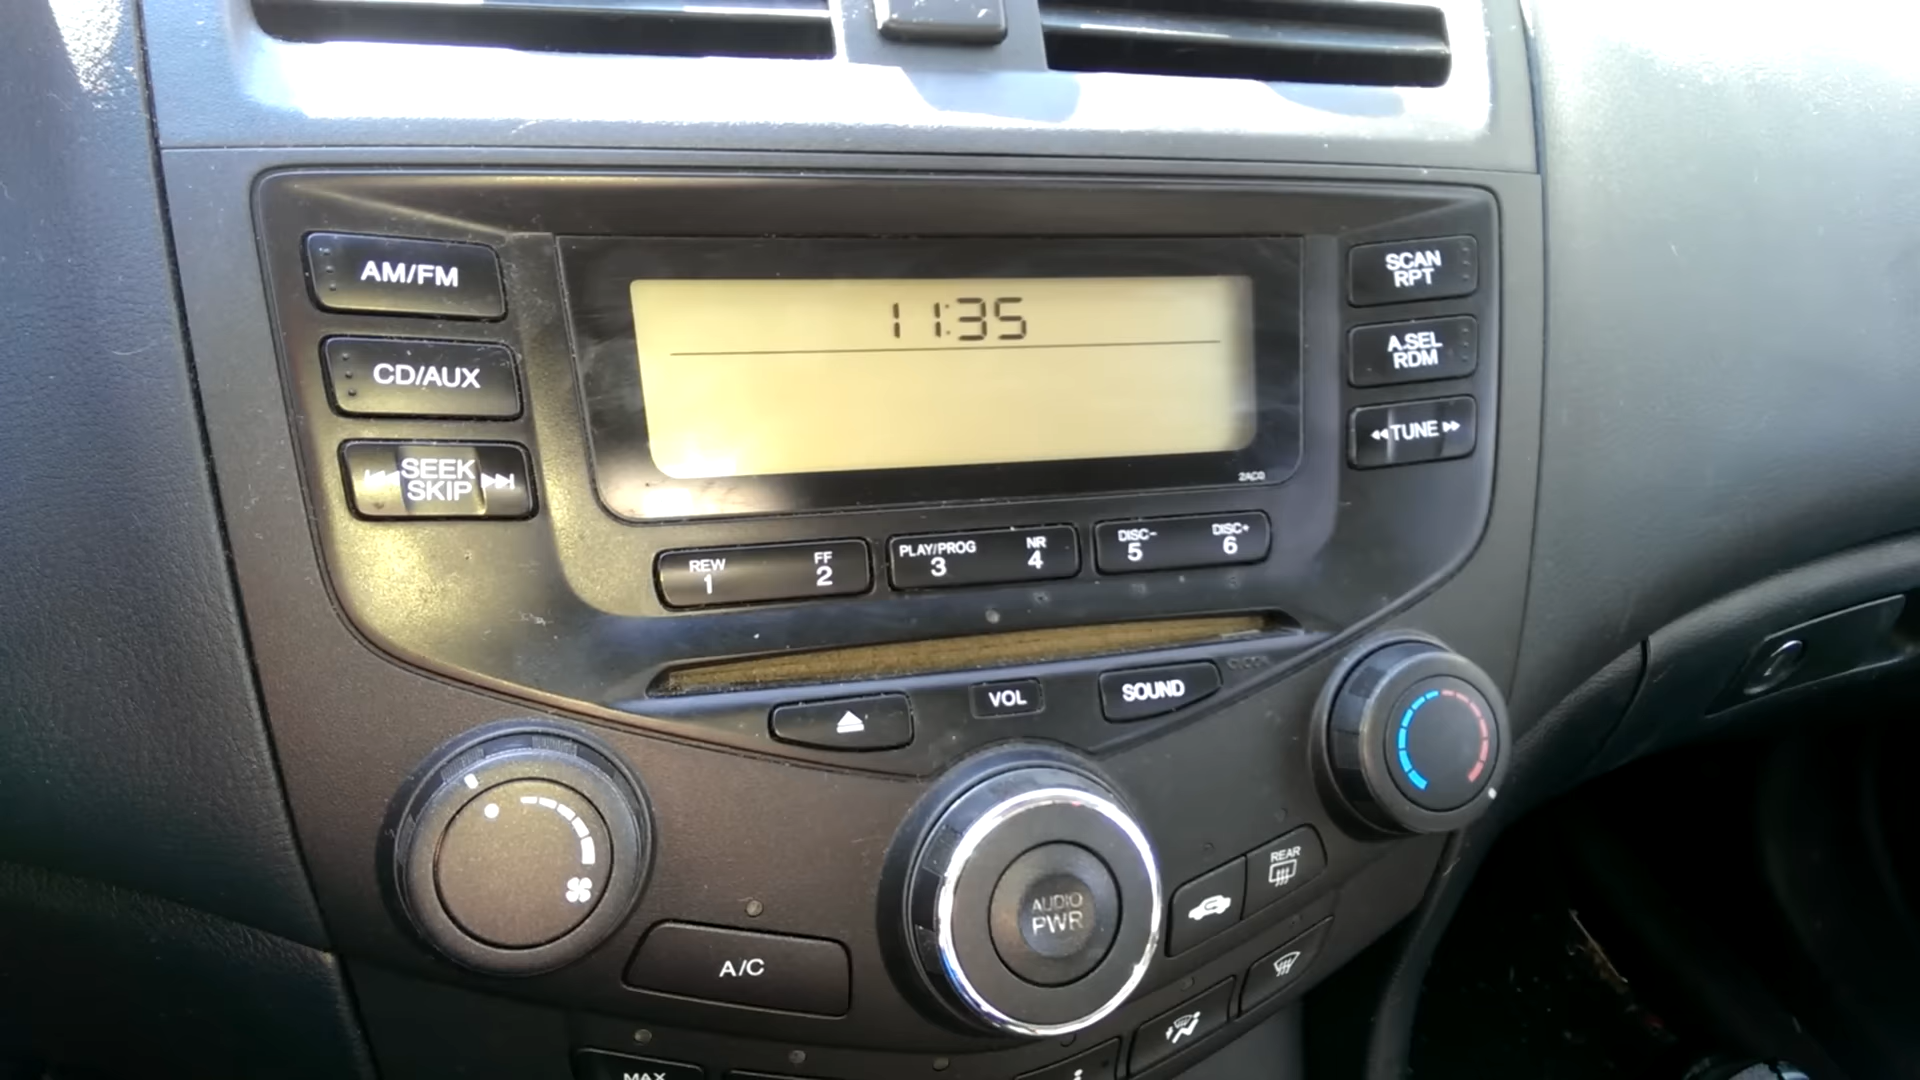 AM/FM
11:35
SCAN
RPT
CD/AUX
A.SEL
RDM
SEEK
SKIP
TUNE
2AC0
REW
1
FF
2
PLAY/PROG
3
NR
4
DISC-
5
DISC+
6
VOL
SOUND
CLOCK
AUDIO
PWR
REAR
A/C
MAX